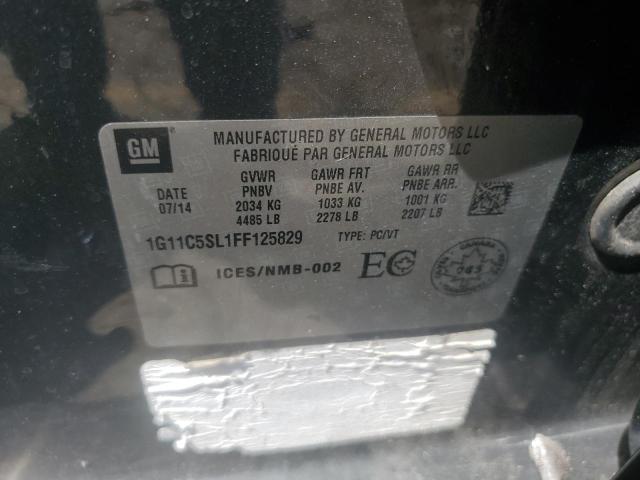 GM
MANUFACTURED BY GENERAL MOTORS LLC
FABRIQUÉ PAR GENERAL MOTORS LLC
DATE
07/14
GVWR
PNBV
2034 KG
4485 LB
GAWR FRT
PNBE AV.
1033 KG
2278 LB
GAWR RR
PNBE ARR.
1001 KG
2207 LB
1G11C5SL1FF125829 TYPE: PC/VT
ICES/NMB-002 EC
CANADA